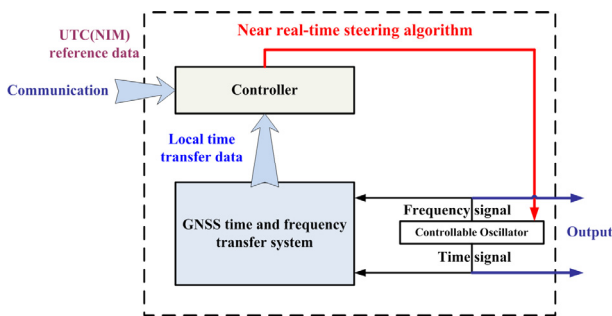 UTC(NIM)
reference data
Near real-time steering algorithm
Communication
Controller
Local time
transfer data
GNSS time and frequency
transfer system
Frequency signal
Controllable Oscillator
Output
Time signal